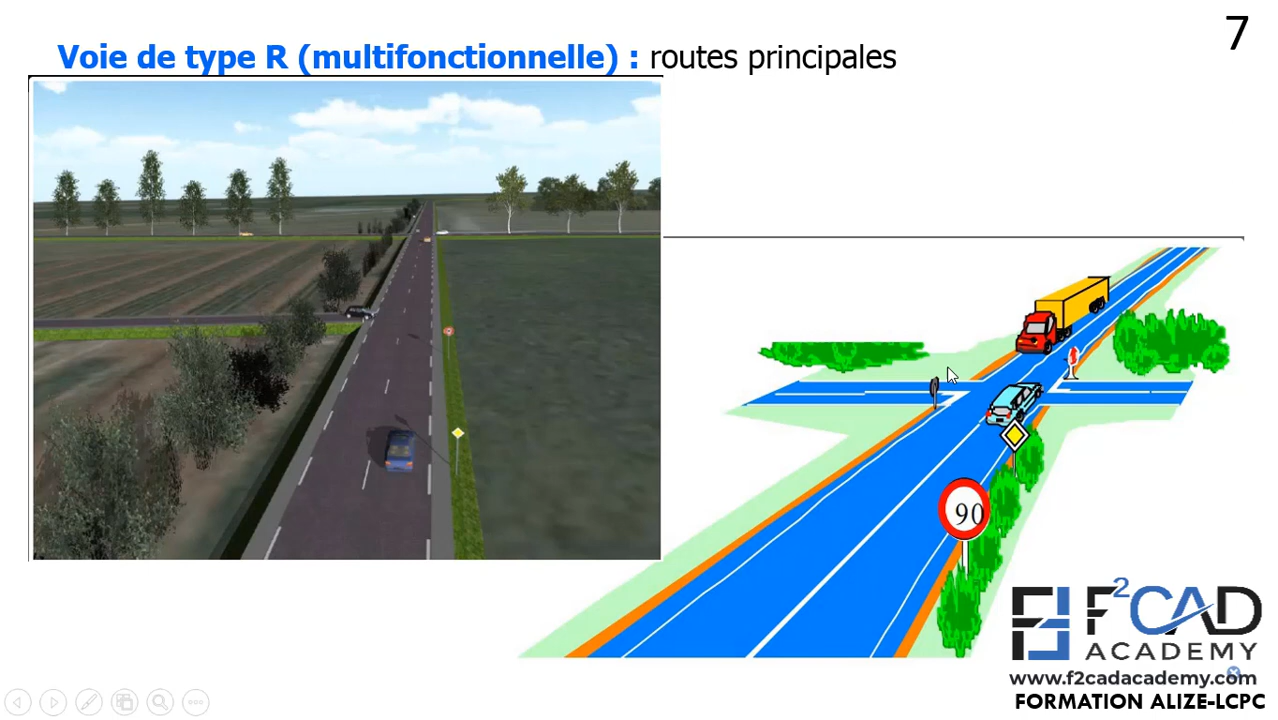 7
Voie de type R (multifonctionnelle) : routes principales
90
F²CAD
ACADEMY
www.f2cadacademy.com
FORMATION ALIZE-LCPC